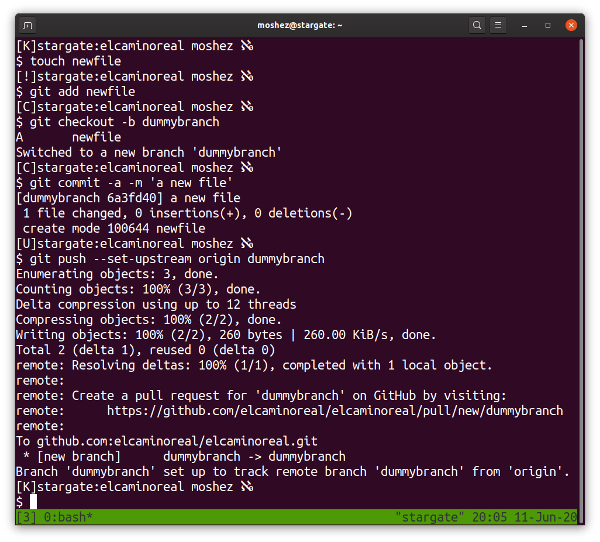 moshez@stargate: ~
[K]stargate:elcaminoreal moshez ℵ
$ touch newfile
[!]stargate:elcaminoreal moshez ℵ
$ git add newfile
[C]stargate:elcaminoreal moshez ℵ
$ git checkout -b dummybranch
A       newfile
Switched to a new branch 'dummybranch'
[C]stargate:elcaminoreal moshez ℵ
$ git commit -a -m 'a new file'
[dummybranch 6a3fd40] a new file
 1 file changed, 0 insertions(+), 0 deletions(-)
 create mode 100644 newfile
[U]stargate:elcaminoreal moshez ℵ
$ git push --set-upstream origin dummybranch
Enumerating objects: 3, done.
Counting objects: 100% (3/3), done.
Delta compression using up to 12 threads
Compressing objects: 100% (2/2), done.
Writing objects: 100% (2/2), 260 bytes | 260.00 KiB/s, done.
Total 2 (delta 1), reused 0 (delta 0)
remote: Resolving deltas: 100% (1/1), completed with 1 local object.
remote:
remote: Create a pull request for 'dummybranch' on GitHub by visiting:
remote:      https://github.com/elcaminoreal/elcaminoreal/pull/new/dummybranch
remote:
To github.com:elcaminoreal/elcaminoreal.git
 * [new branch]      dummybranch -> dummybranch
Branch 'dummybranch' set up to track remote branch 'dummybranch' from 'origin'.
[K]stargate:elcaminoreal moshez ℵ
$
[3] 0:bash* "stargate" 20:05 11-Jun-20